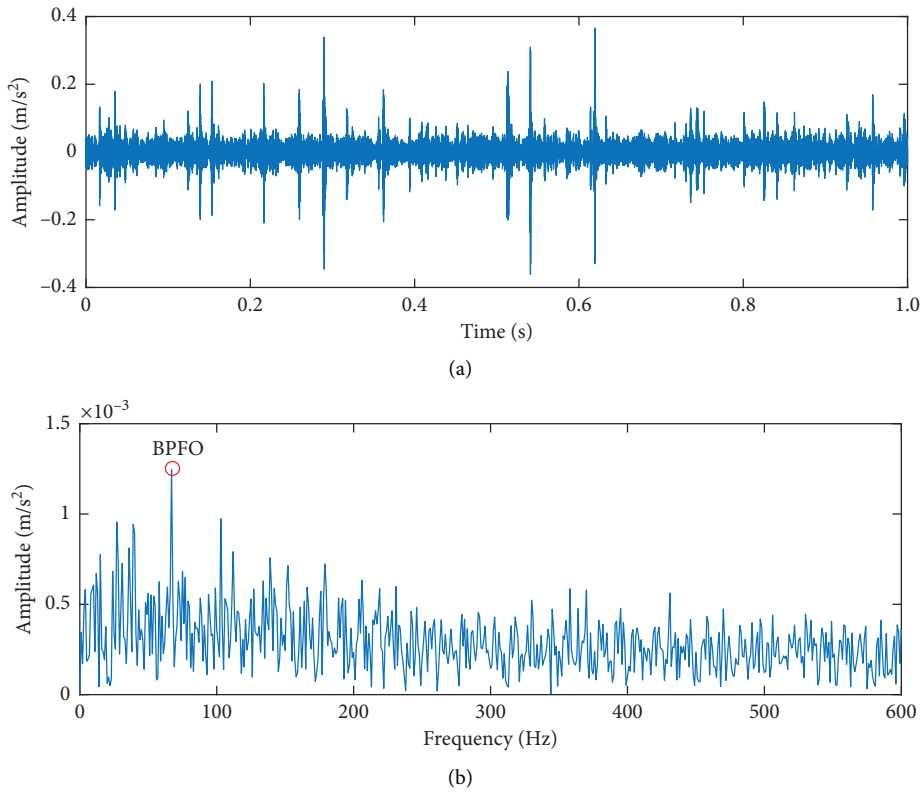 0.4
0.2
0
−0.2
−0.4
Amplitude (m/s²)
0 0.2 0.4 0.6 0.8 1.0
Time (s)
(a)
×10⁻³
1.5
1
0.5
0
Amplitude (m/s²)
BPFO
0 100 200 300 400 500 600
Frequency (Hz)
(b)